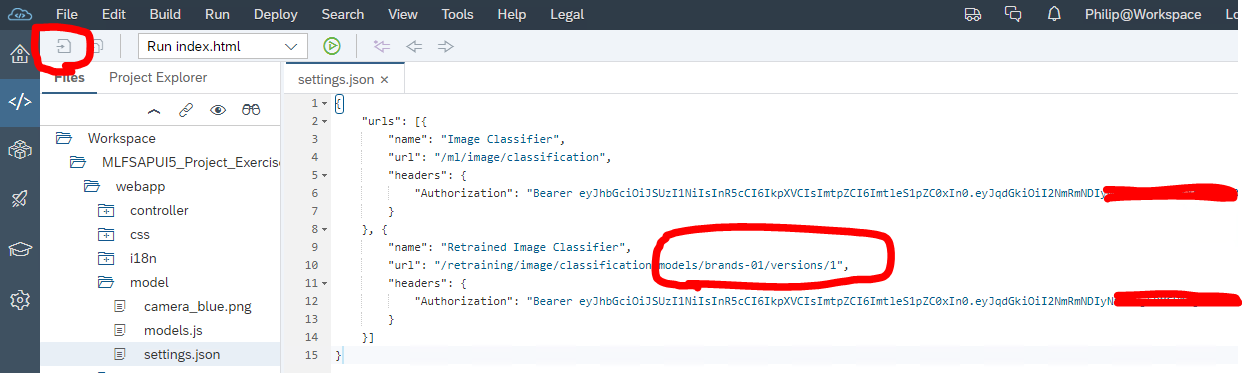 File Edit Build Run Deploy Search View Tools Help Legal Philip@Workspace Lo
Run index.html
Files Project Explorer
settings.json ×
Workspace
MLFSAPUI5_Project_Exercise
webapp
controller
css
i18n
model
camera_blue.png
models.js
settings.json
1 {
2 "urls": [{
3 "name": "Image Classifier",
4 "url": "/ml/image/classification",
5 "headers": {
6 "Authorization": "Bearer eyJhbGciOiJSUzI1NiIsInR5cCI6IkpXVCIsImtpZCI6ImtleS1pZC0xIn0.eyJqdGkiOiI2NmRmNDIy
7 }
8 }, {
9 "name": "Retrained Image Classifier",
10 "url": "/retraining/image/classification/models/brands-01/versions/1",
11 "headers": {
12 "Authorization": "Bearer eyJhbGciOiJSUzI1NiIsInR5cCI6IkpXVCIsImtpZCI6ImtleS1pZC0xIn0.eyJqdGkiOiI2NmRmNDIy
13 }
14 }]
15 }